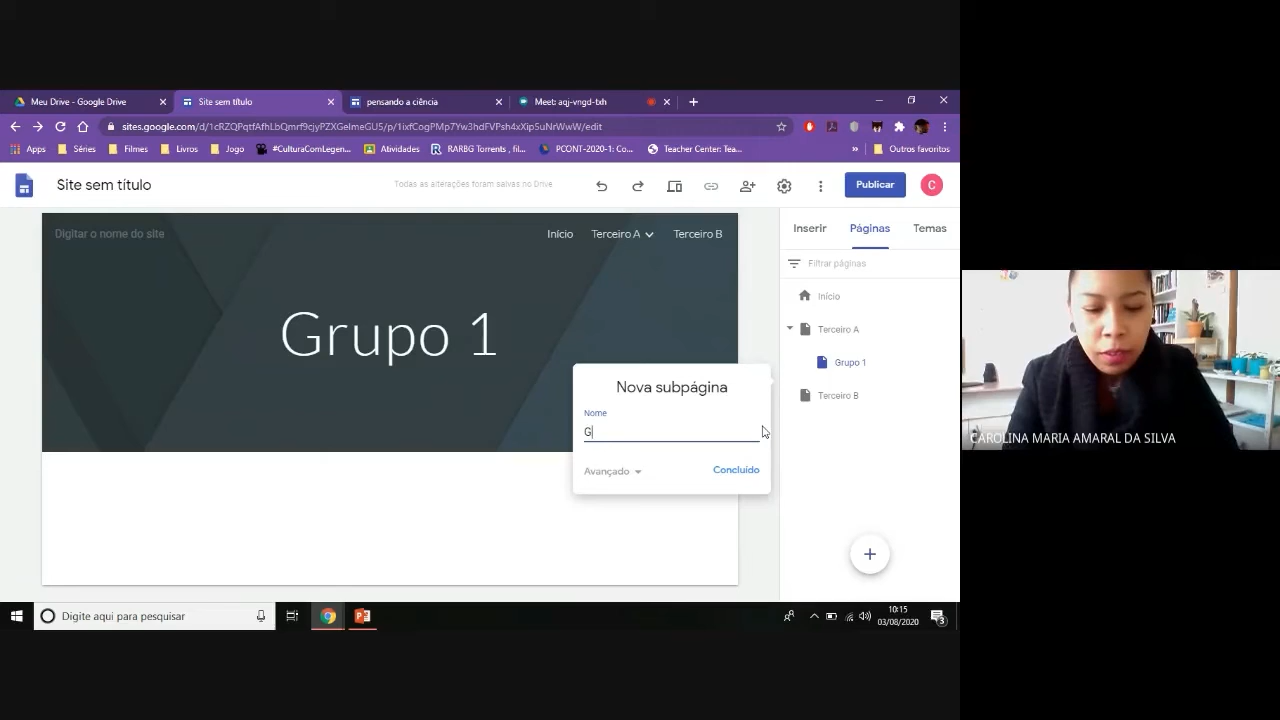 Meu Drive - Google Drive
Site sem título
pensando a ciência
Meet: aqj-vngd-txh
sites.google.com/d/1cRZQPqtfAfhLbQmrf9cjyPZXGeImeGU5/p/1ixfCogPMp7Yw3hdFVPsh4xXip5uNrWwW/edit
Apps
Séries
Filmes
Livros
Jogo
#CulturaComLegen...
Atividades
RARBG Torrents , fil...
PCONT-2020-1: Co...
Teacher Center: Tea...
»
Outros favoritos
Site sem título
Todas as alterações foram salvas no Drive
Publicar
C
Digitar o nome do site
Início
Terceiro A
Terceiro B
Inserir
Páginas
Temas
Filtrar páginas
Início
Terceiro A
Grupo 1
Terceiro B
Grupo 1
Nova subpágina
Nome
G
Avançado
Concluído
CAROLINA MARIA AMARAL DA SILVA
Digite aqui para pesquisar
10:15
03/08/2020
3